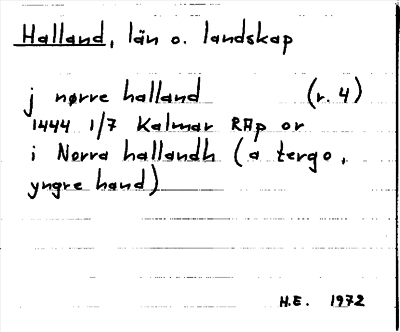 Halland, län o. landskap
j nørre halland (r. 4)
1444 1/7 Kalmar RAp or
i Norra hallandh (a tergo,
yngre hand)
H.E. 1972